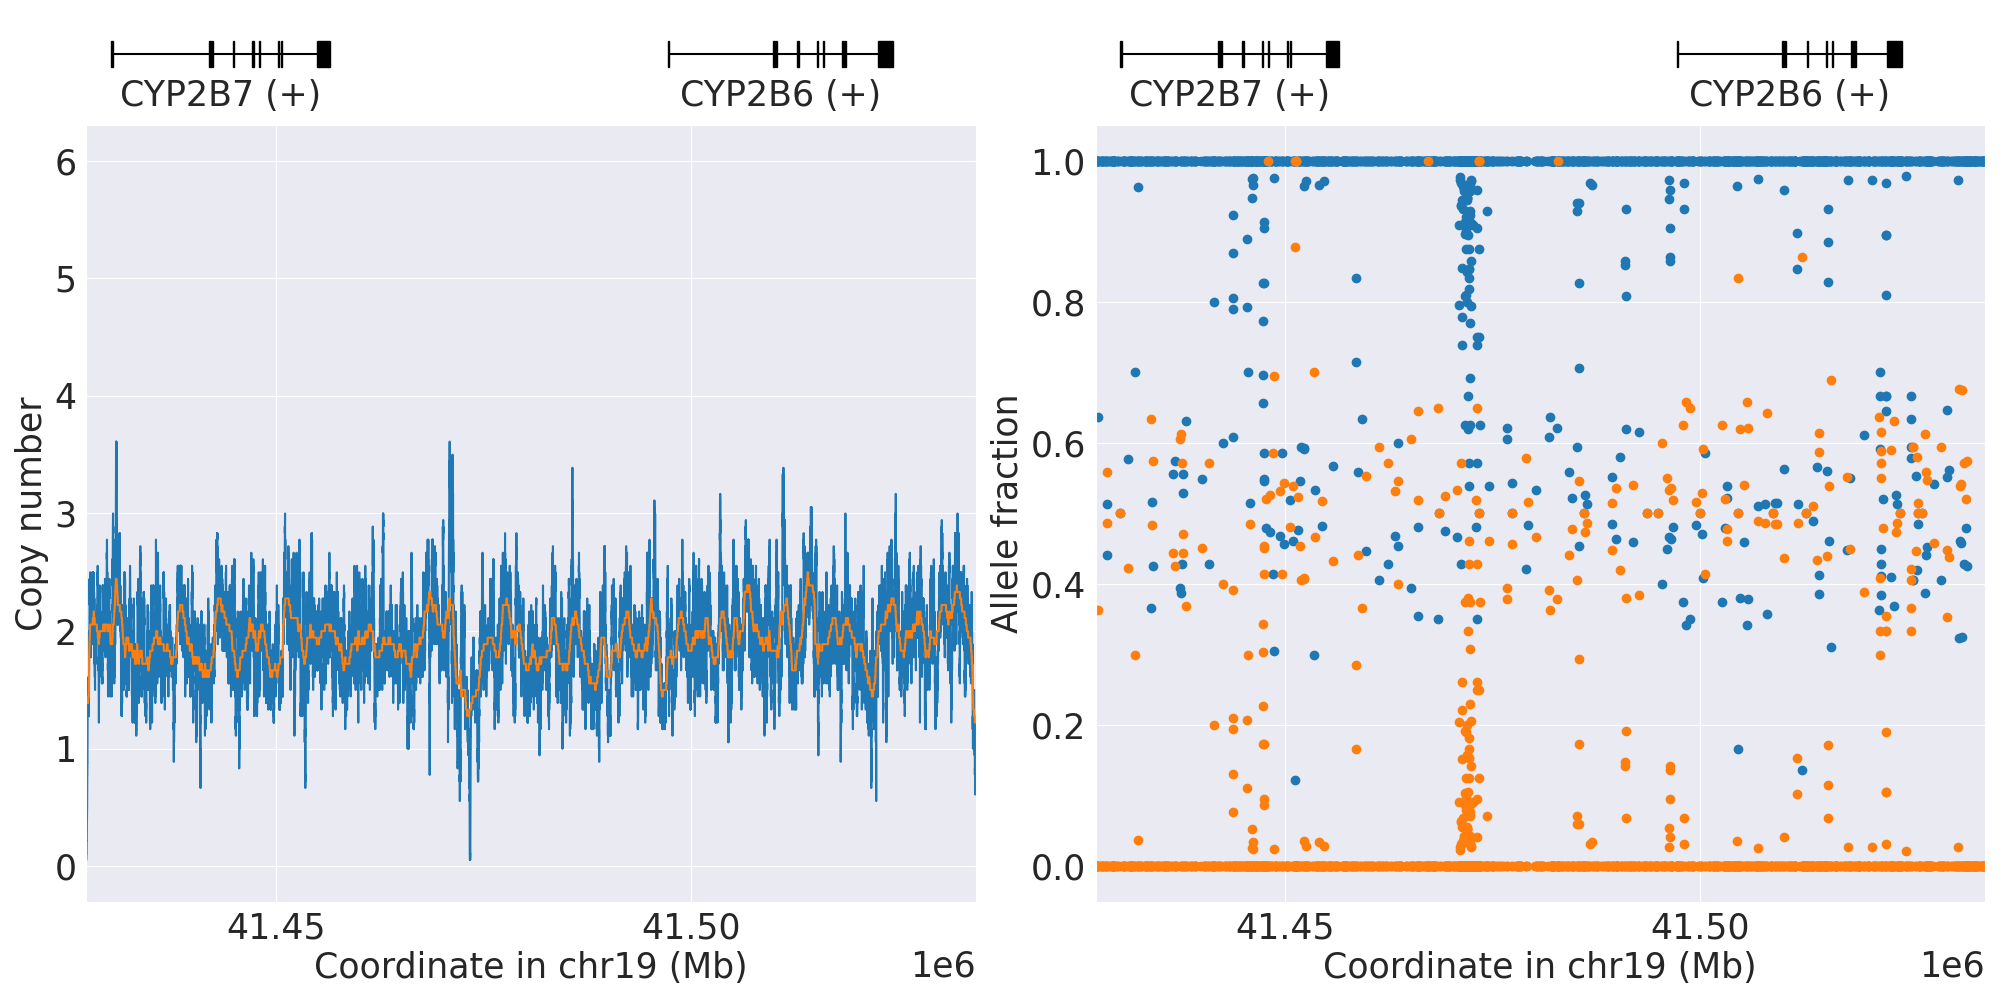 CYP2B7 (+)
CYP2B6 (+)
CYP2B7 (+)
CYP2B6 (+)
6
5
4
3
2
1
0
Copy number
41.45
41.50
Coordinate in chr19 (Mb)
1e6
1.0
0.8
0.6
0.4
0.2
0.0
Allele fraction
41.45
41.50
Coordinate in chr19 (Mb)
1e6